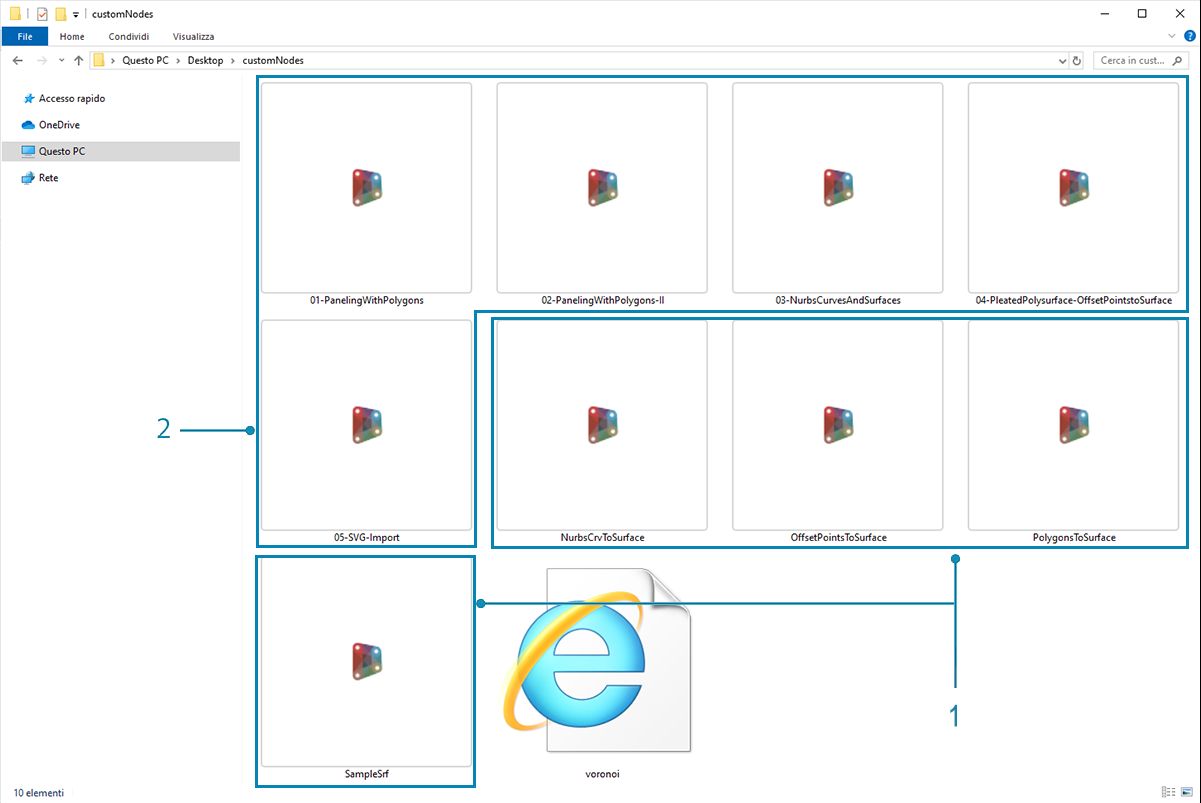 customNodes
File Home Condividi Visualizza
Questo PC Desktop customNodes
Cerca in cust...
Accesso rapido
OneDrive
Questo PC
Rete
01-PanelingWithPolygons 02-PanelingWithPolygons-II 03-NurbsCurvesAndSurfaces 04-PleatedPolysurface-OffsetPointstoSurface
2
05-SVG-Import NurbsCrvToSurface OffsetPointsToSurface PolygonsToSurface
1
SampleSrf voronoi
10 elementi